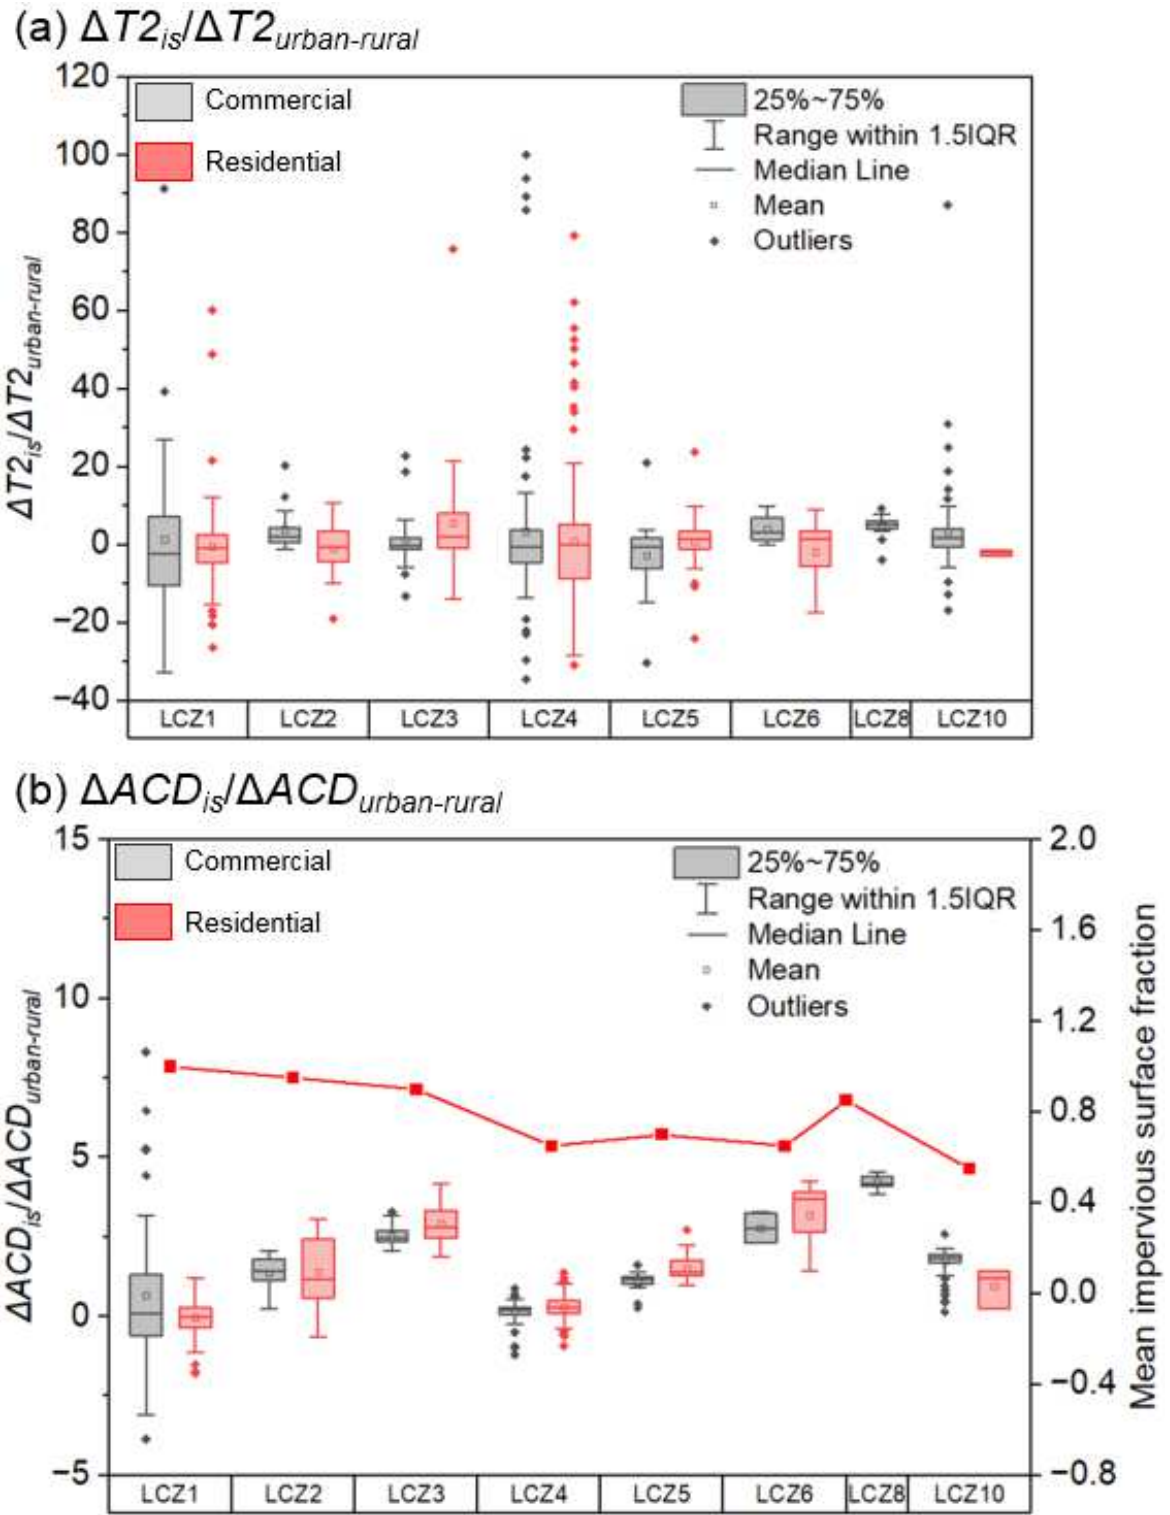 (a) ΔT2is/ΔT2urban-rural
120
100
80
60
40
20
0
−20
−40
ΔT2is/ΔT2urban-rural
Commercial
Residential
25%~75%
Range within 1.5IQR
Median Line
Mean
Outliers
LCZ1 LCZ2 LCZ3 LCZ4 LCZ5 LCZ6 LCZ8 LCZ10
(b) ΔACDis/ΔACDurban-rural
15
10
5
0
−5
ΔACDis/ΔACDurban-rural
Commercial
Residential
25%~75%
Range within 1.5IQR
Median Line
Mean
Outliers
2.0
1.6
1.2
0.8
0.4
0.0
−0.4
−0.8
Mean impervious surface fraction
LCZ1 LCZ2 LCZ3 LCZ4 LCZ5 LCZ6 LCZ8 LCZ10